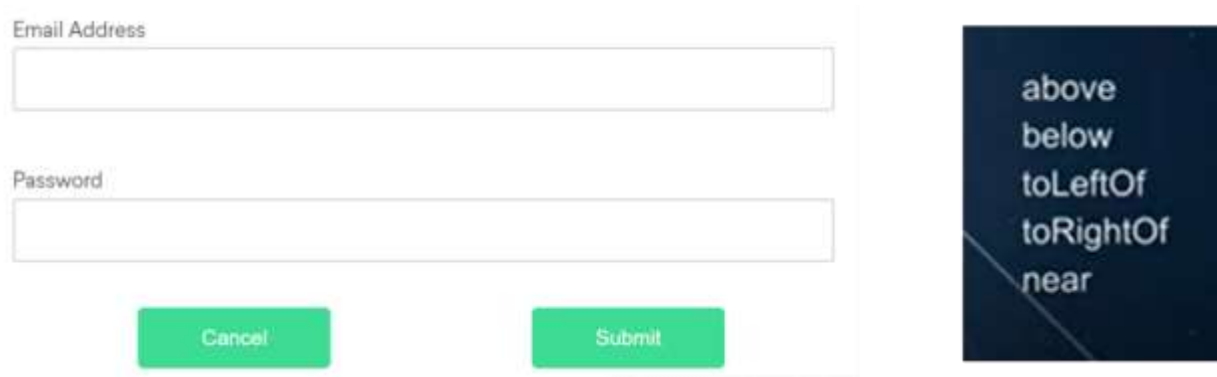 Email Address
Password
Cancel
Submit
above
below
toLeftOf
toRightOf
near